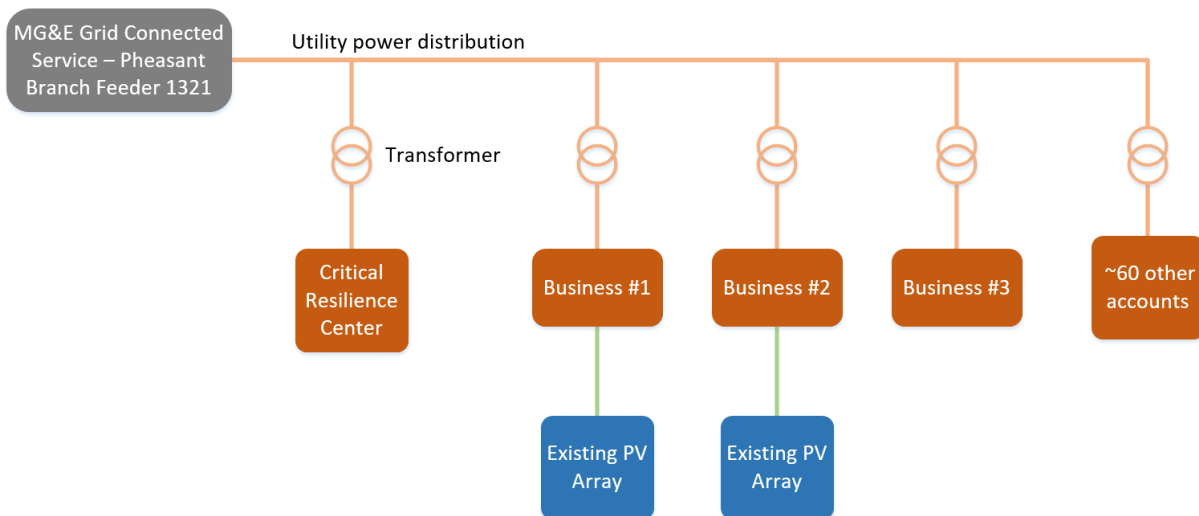 MG&E Grid Connected
Service – Pheasant
Branch Feeder 1321
Utility power distribution
Transformer
Critical
Resilience
Center
Business #1
Business #2
Business #3
~60 other
accounts
Existing PV
Array
Existing PV
Array